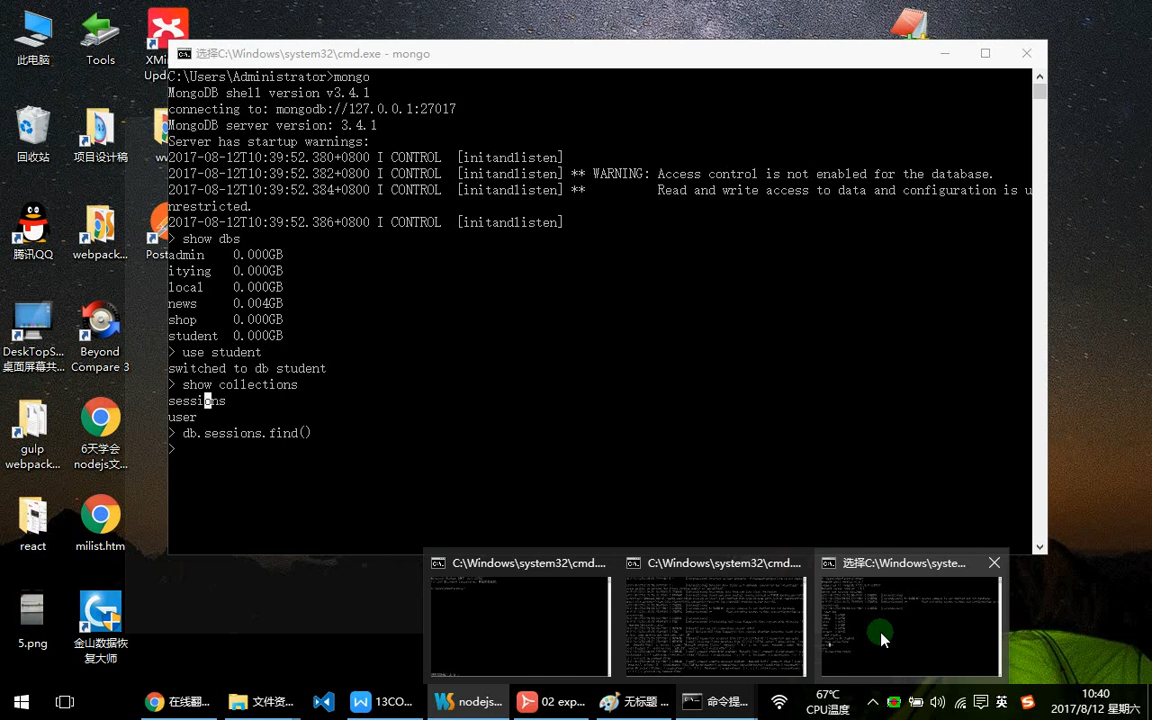 此电脑
Tools
XMi
Upd
选择C:\Windows\system32\cmd.exe - mongo
C:\Users\Administrator>mongo
MongoDB shell version v3.4.1
connecting to: mongodb://127.0.0.1:27017
MongoDB server version: 3.4.1
Server has startup warnings:
2017-08-12T10:39:52.380+0800 I CONTROL  [initandlisten]
2017-08-12T10:39:52.382+0800 I CONTROL  [initandlisten] ** WARNING: Access control is not enabled for the database.
2017-08-12T10:39:52.384+0800 I CONTROL  [initandlisten] **          Read and write access to data and configuration is u
nrestricted.
2017-08-12T10:39:52.386+0800 I CONTROL  [initandlisten]
> show dbs
admin    0.000GB
itying   0.000GB
local    0.000GB
news     0.004GB
shop     0.000GB
student  0.000GB
> use student
switched to db student
> show collections
sessions
user
> db.sessions.find()
>
回收站
项目设计稿
腾讯QQ
webpack...
Post
DeskTopS...
桌面屏幕共...
Beyond
Compare 3
gulp
webpack...
6天学会
nodejs文...
react
milist.htm
5.png
金山数据恢
复大师
C:\Windows\system32\cmd....
C:\Windows\system32\cmd....
选择C:\Windows\syste...
在线翻...
文件资...
13CO...
nodejs...
02 exp...
无标题 ...
命令提...
67℃
CPU温度
英
10:40
2017/8/12 星期六